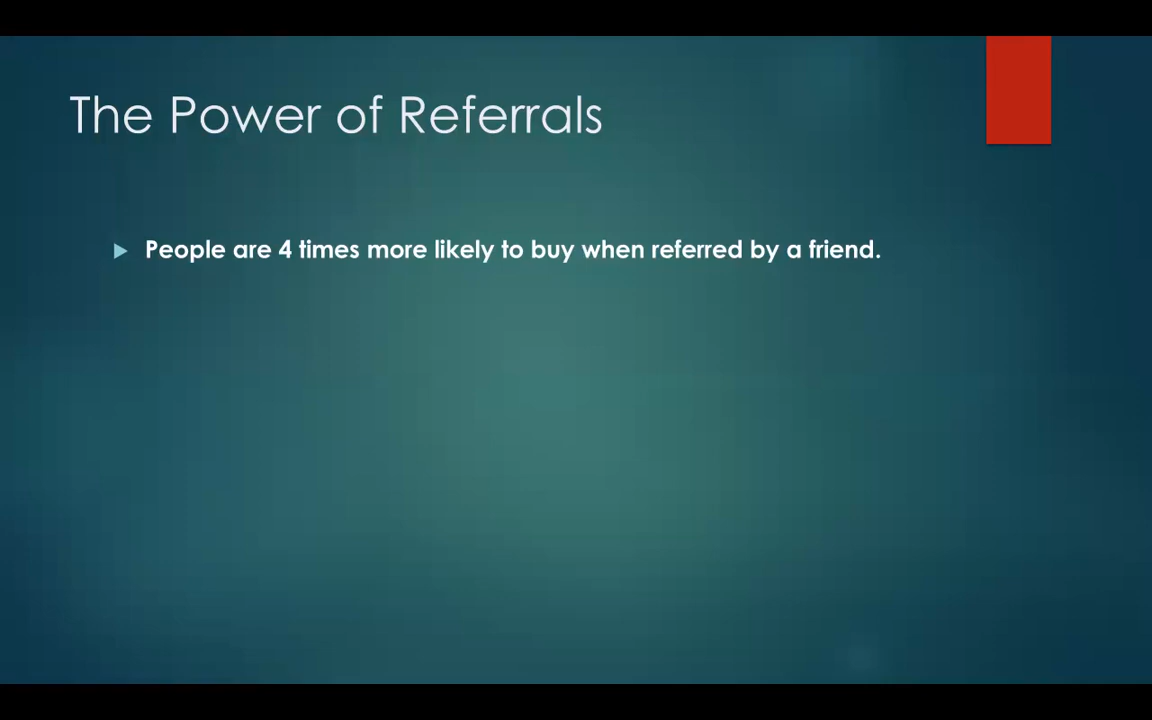 The Power of Referrals
People are 4 times more likely to buy when referred by a friend.